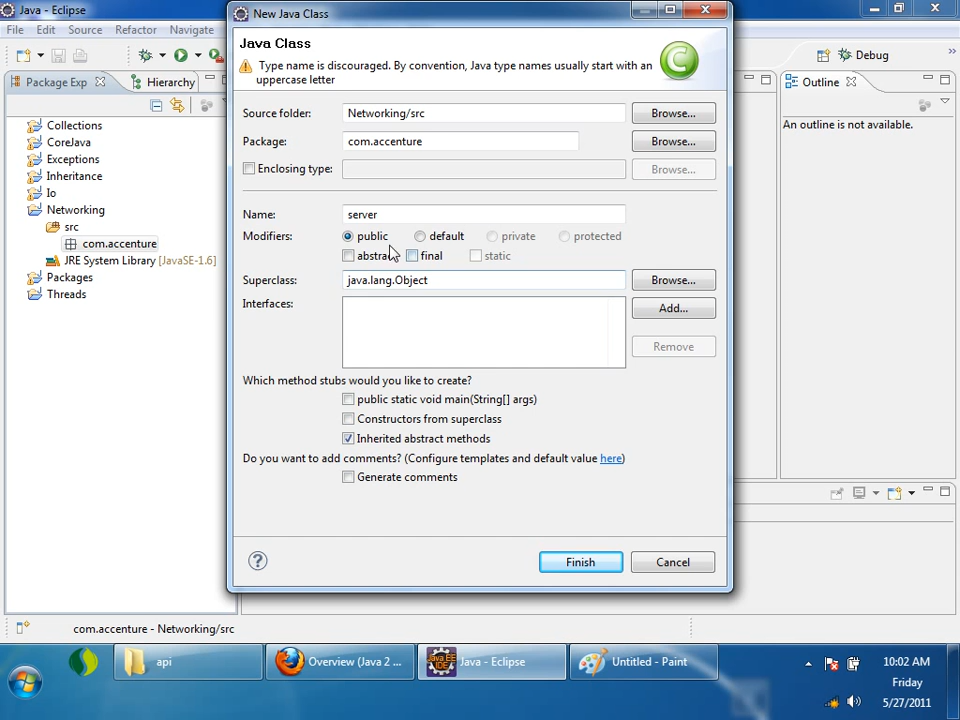 Java - Eclipse
New Java Class
File Edit Source Refactor Navigate
Java Class
Type name is discouraged. By convention, Java type names usually start with an
uppercase letter
Debug
Package Exp
Hierarchy
Outline
An outline is not available.
Collections
CoreJava
Exceptions
Inheritance
Io
Networking
src
com.accenture
JRE System Library [JavaSE-1.6]
Packages
Threads
Source folder: Networking/src Browse...
Package: com.accenture Browse...
Enclosing type: Browse...
Name: server
Modifiers: public default private protected
abstract final static
Superclass: java.lang.Object Browse...
Interfaces: Add...
Remove
Which method stubs would you like to create?
public static void main(String[] args)
Constructors from superclass
Inherited abstract methods
Do you want to add comments? (Configure templates and default value here)
Generate comments
? Finish Cancel
com.accenture - Networking/src
api
Overview (Java 2 ...
Java EE IDE
Java - Eclipse
Untitled - Paint
10:02 AM
Friday
5/27/2011